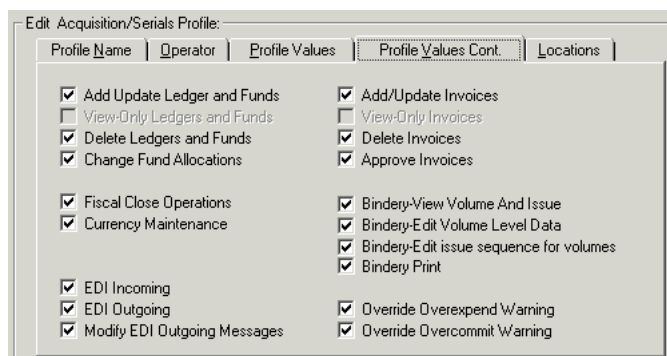 Edit Acquisition/Serials Profile:
Profile Name Operator Profile Values Profile Values Cont. Locations
Add Update Ledger and Funds
View-Only Ledgers and Funds
Delete Ledgers and Funds
Change Fund Allocations
Fiscal Close Operations
Currency Maintenance
EDI Incoming
EDI Outgoing
Modify EDI Outgoing Messages
Add/Update Invoices
View-Only Invoices
Delete Invoices
Approve Invoices
Bindery-View Volume And Issue
Bindery-Edit Volume Level Data
Bindery-Edit issue sequence for volumes
Bindery Print
Override Overexpend Warning
Override Overcommit Warning